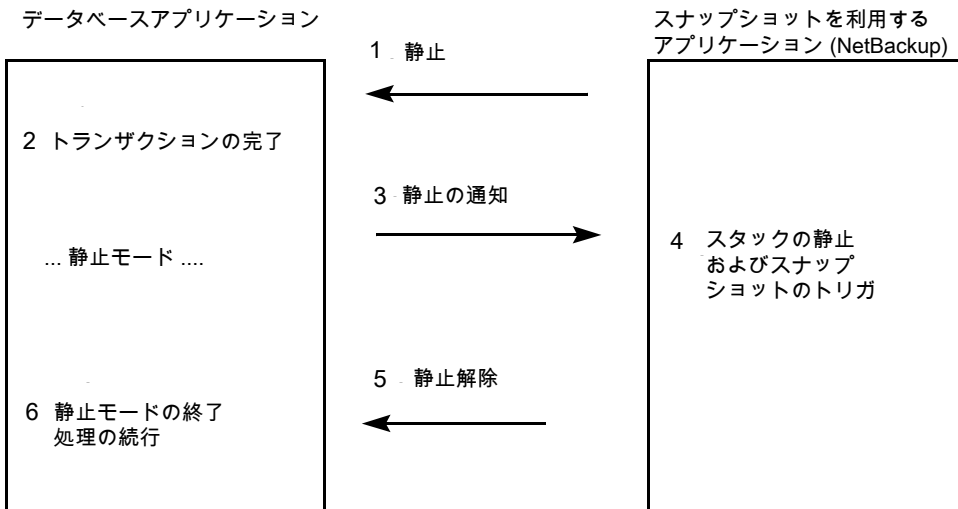 データベースアプリケーション
スナップショットを利用する
アプリケーション (NetBackup)
1 静止
2 トランザクションの完了
3 静止の通知
... 静止モード ....
4 スタックの静止
およびスナップ
ショットのトリガ
5 静止解除
6 静止モードの終了
処理の続行